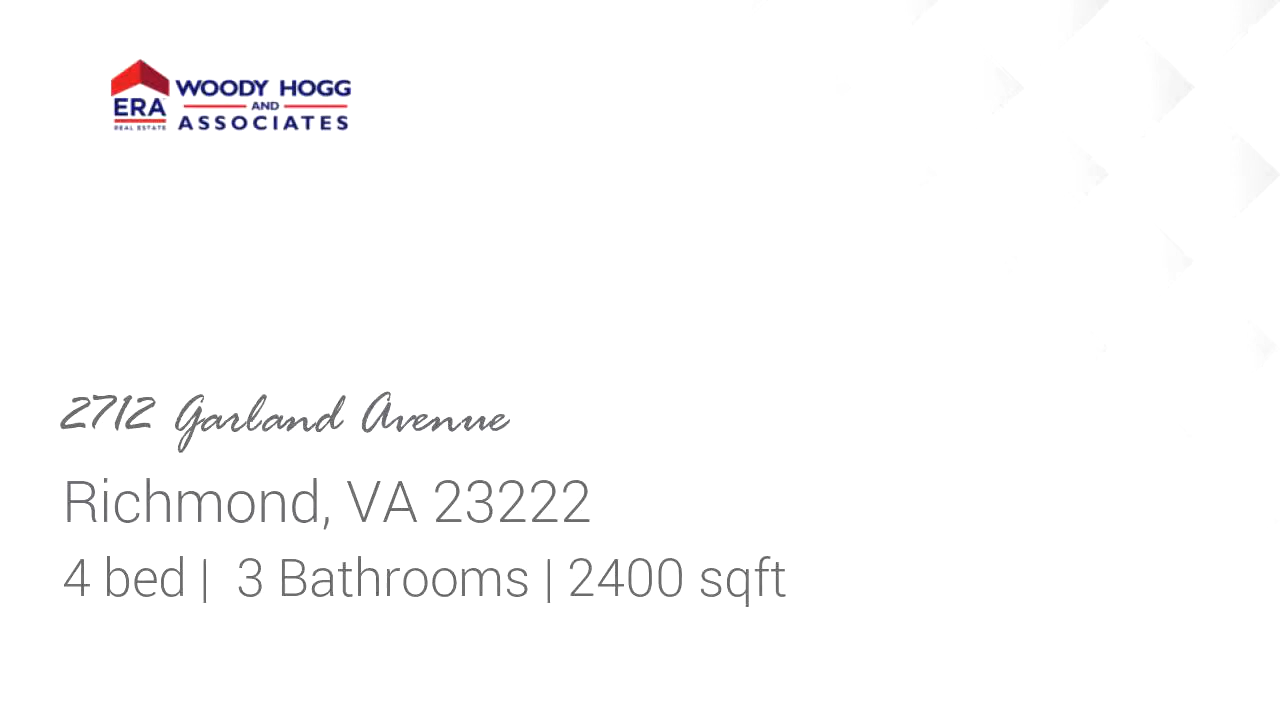 WOODY HOGG
ERA
AND
REAL ESTATE
ASSOCIATES
2712 Garland Avenue
Richmond, VA 23222
4 bed | 3 Bathrooms | 2400 sqft